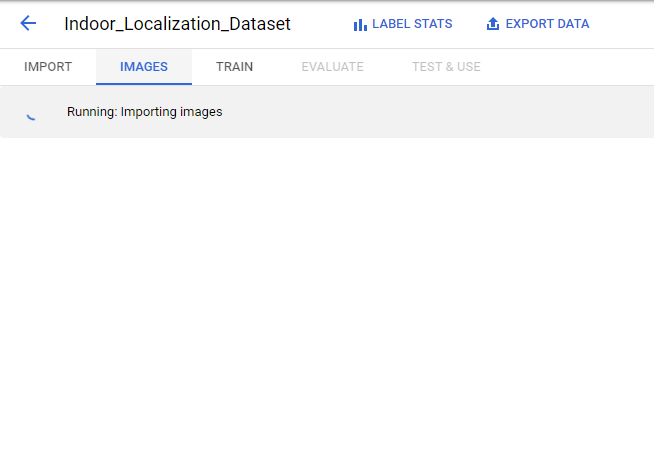 Indoor_Localization_Dataset LABEL STATS EXPORT DATA
IMPORT IMAGES TRAIN EVALUATE TEST & USE
Running: Importing images